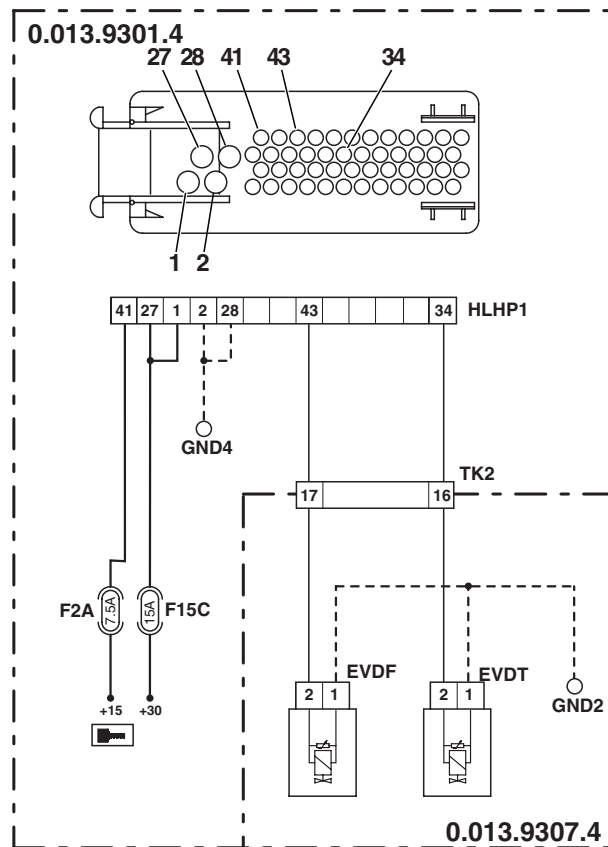 0.013.9301.4
27 28 41 43 34
1 2
41 27 1 2 28 43 34 HLHP1
GND4
TK2
17 16
F2A 7.5A 15A F15C
EVDF EVDT
2 1 2 1 GND2
+15 +30
0.013.9307.4